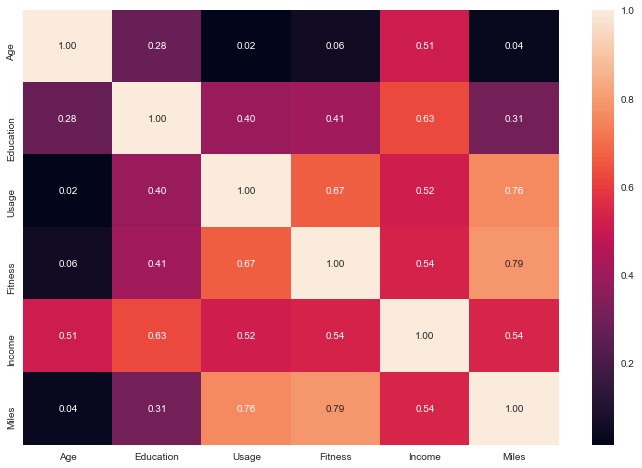 Age 1.00 0.28 0.02 0.06 0.51 0.04
Education 0.28 1.00 0.40 0.41 0.63 0.31
Usage 0.02 0.40 1.00 0.67 0.52 0.76
Fitness 0.06 0.41 0.67 1.00 0.54 0.79
Income 0.51 0.63 0.52 0.54 1.00 0.54
Miles 0.04 0.31 0.76 0.79 0.54 1.00
Age Education Usage Fitness Income Miles
1.0
0.8
0.6
0.4
0.2